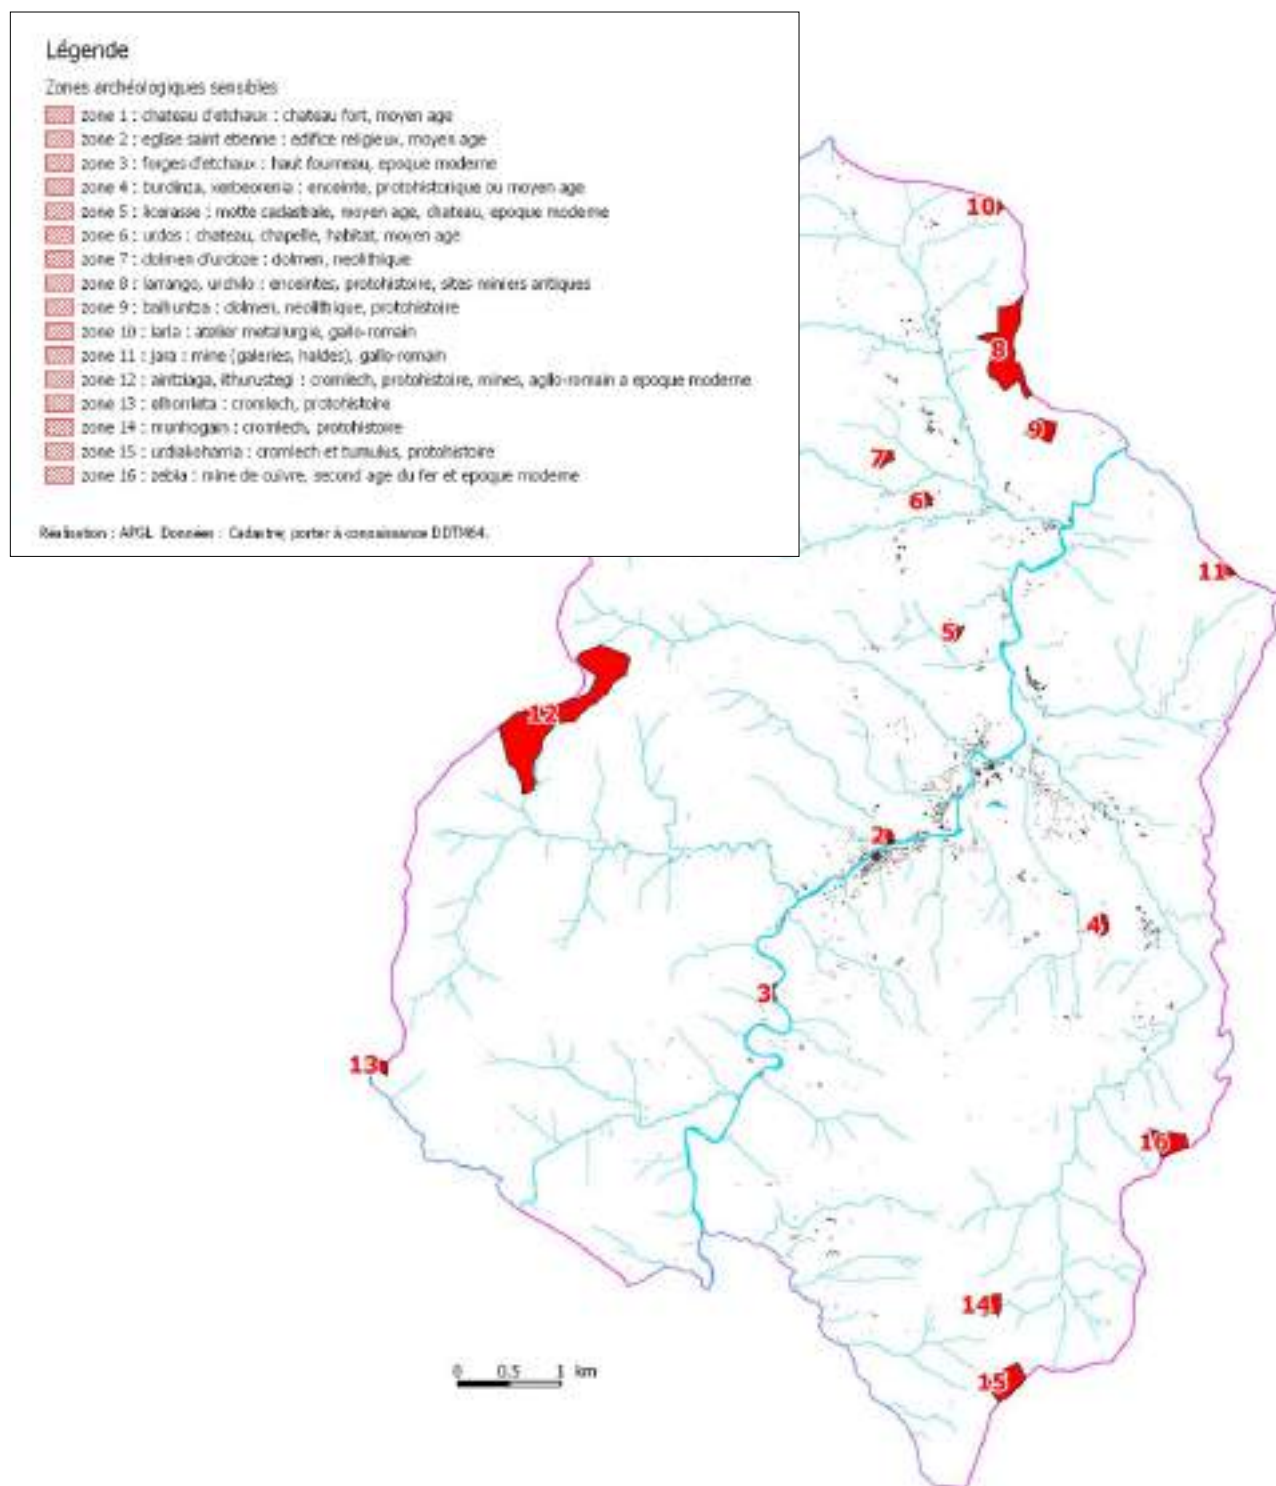 Légende
Zones archéologiques sensibles
zone 1 : chateau d'etchaux : chateau fort, moyen age
zone 2 : eglise saint etienne : edifice religieux, moyen age
zone 3 : forges d'etchaux : haut fourneau, epoque moderne
zone 4 : burdinza, xerbeorenia : enceinte, protohistorique ou moyen age
zone 5 : licerasse : motte cadastrale, moyen age, chateau, epoque moderne
zone 6 : urdos : chateau, chapelle, habitat, moyen age
zone 7 : dolmen d'urdoze : dolmen, neolithique
zone 8 : larrango, urchilo : enceintes, protohistoire, sites miniers antiques
zone 9 : baihuntza : dolmen, neolithique, protohistoire
zone 10 : larla : atelier metallurgie, gallo-romain
zone 11 : jara : mine (galeries, haldes), gallo-romain
zone 12 : aintziaga, ithurustegi : cromlech, protohistoire, mines, agllo-romain a epoque moderne
zone 13 : elhorrieta : cromlech, protohistoire
zone 14 : munhogain : cromlech, protohistoire
zone 15 : urdiakoharria : cromlech et tumulus, protohistoire
zone 16 : zebia : mine de cuivre, second age du fer et epoque moderne
Réalisation : APGL Données : Cadastre; porter à connaissance DDTM64.
10
8
9
7
6
11
5
12
2
4
3
13
16
14
15
0 0.5 1 km